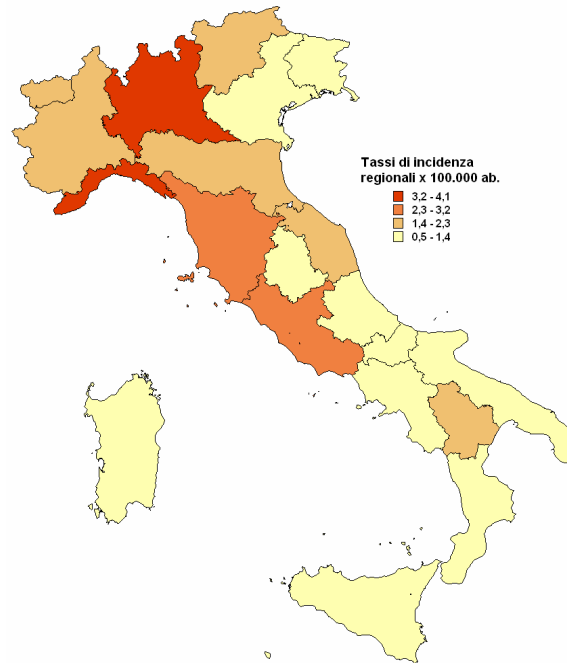 Tassi di incidenza
regionali x 100.000 ab.
3,2 - 4,1
2,3 - 3,2
1,4 - 2,3
0,5 - 1,4